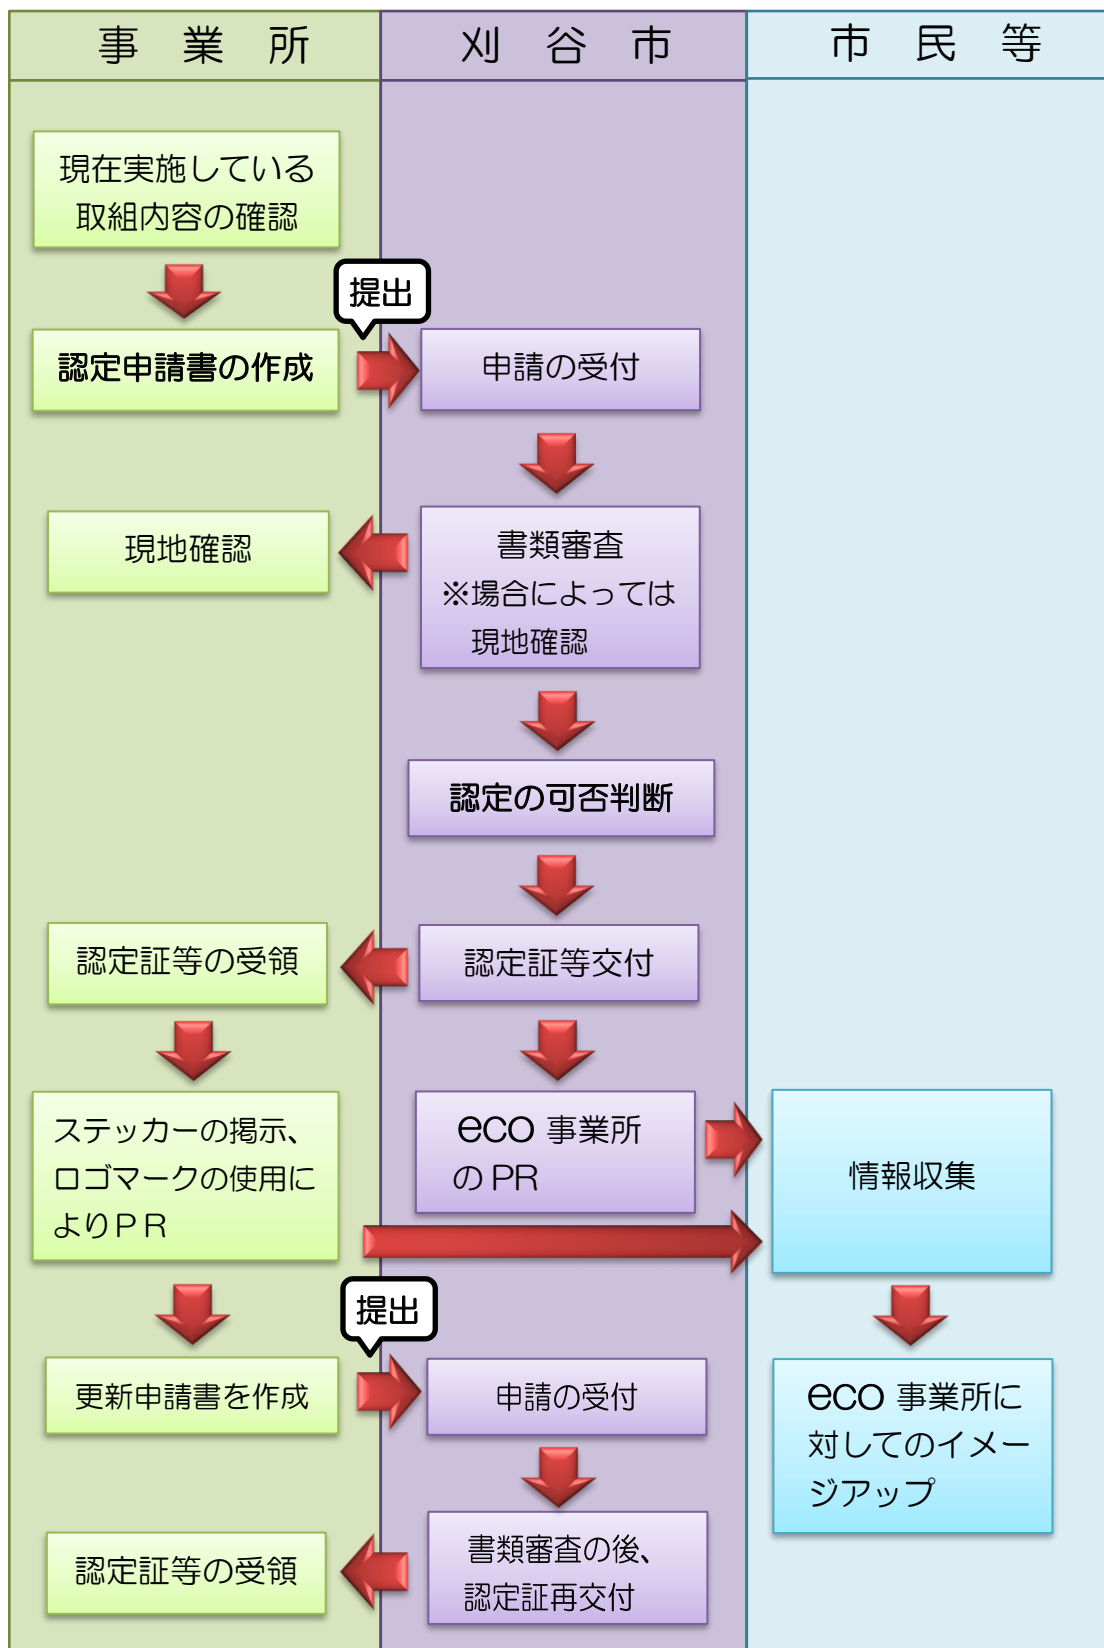 事業所
刈谷市
市民等
現在実施している
取組内容の確認
提出
認定申請書の作成
申請の受付
現地確認
書類審査
※場合によっては
現地確認
認定の可否判断
認定証等の受領
認定証等交付
ステッカーの掲示、
ロゴマークの使用に
よりPR
eco 事業所
のPR
情報収集
提出
更新申請書を作成
申請の受付
eco 事業所に
対してのイメー
ジアップ
認定証等の受領
書類審査の後、
認定証再交付